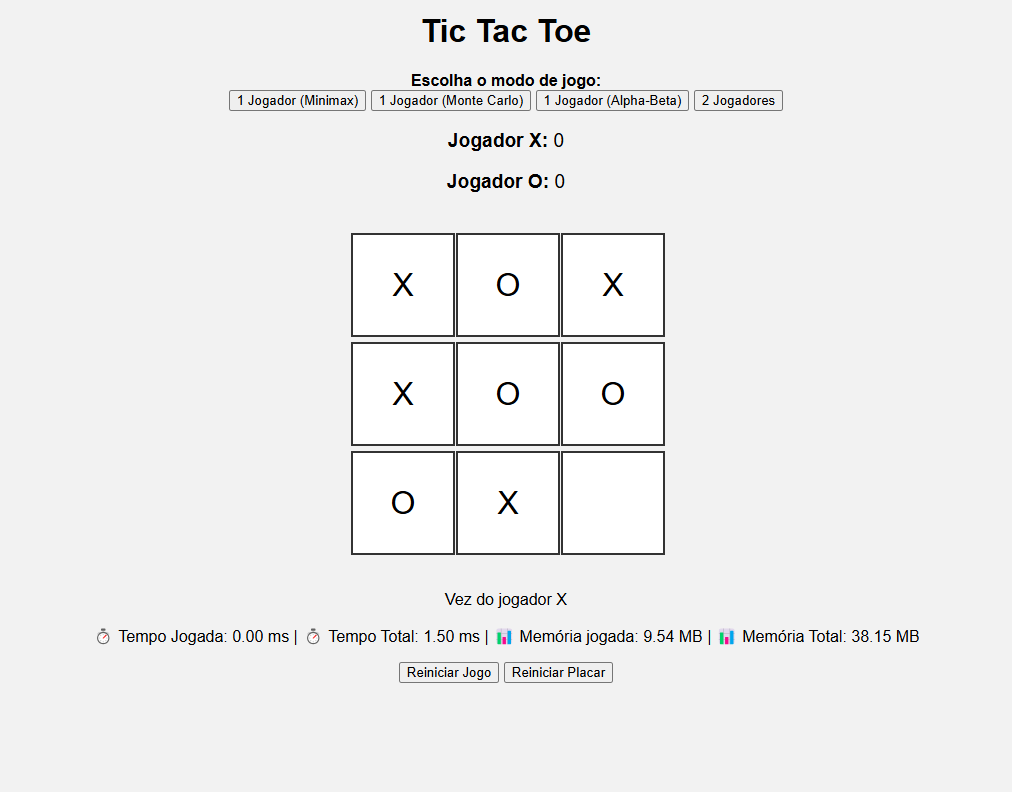 Tic Tac Toe
Escolha o modo de jogo:
1 Jogador (Minimax) 1 Jogador (Monte Carlo) 1 Jogador (Alpha-Beta) 2 Jogadores
Jogador X: 0
Jogador O: 0
X O X
X O O
O X
Vez do jogador X
Tempo Jogada: 0.00 ms | Tempo Total: 1.50 ms | Memória jogada: 9.54 MB | Memória Total: 38.15 MB
Reiniciar Jogo Reiniciar Placar